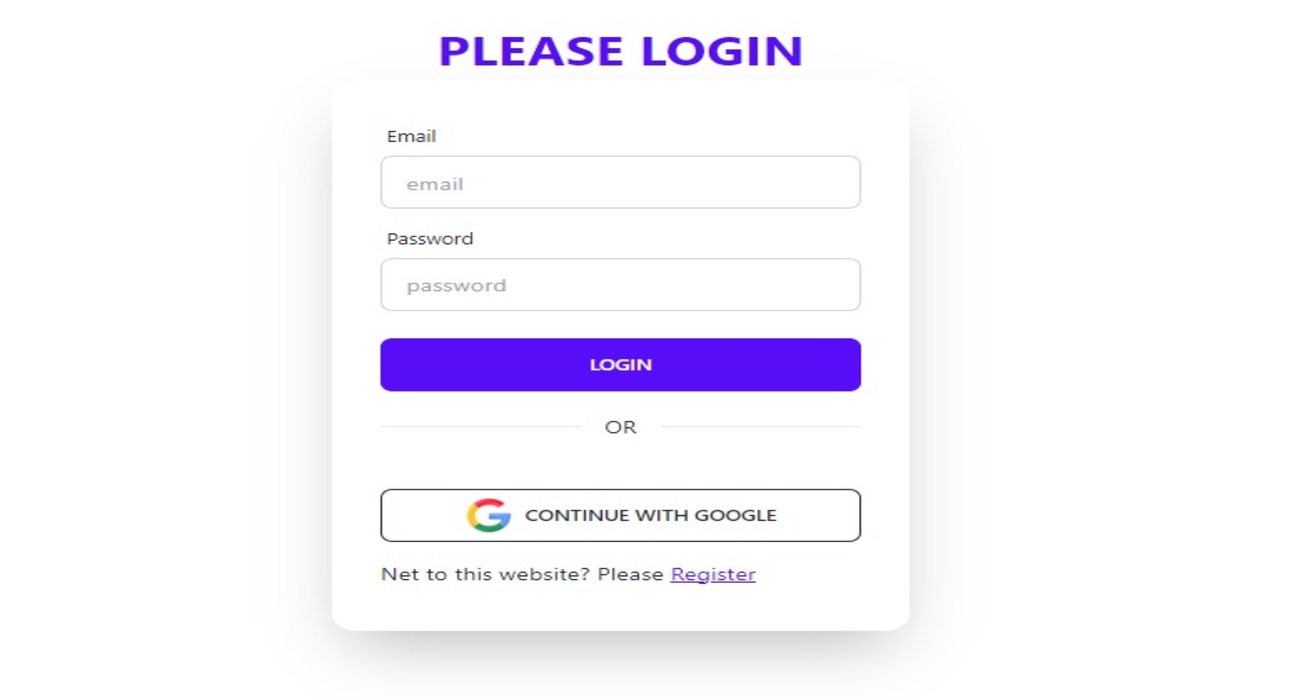 PLEASE LOGIN
Email
email
Password
password
LOGIN
OR
CONTINUE WITH GOOGLE
Net to this website? Please Register